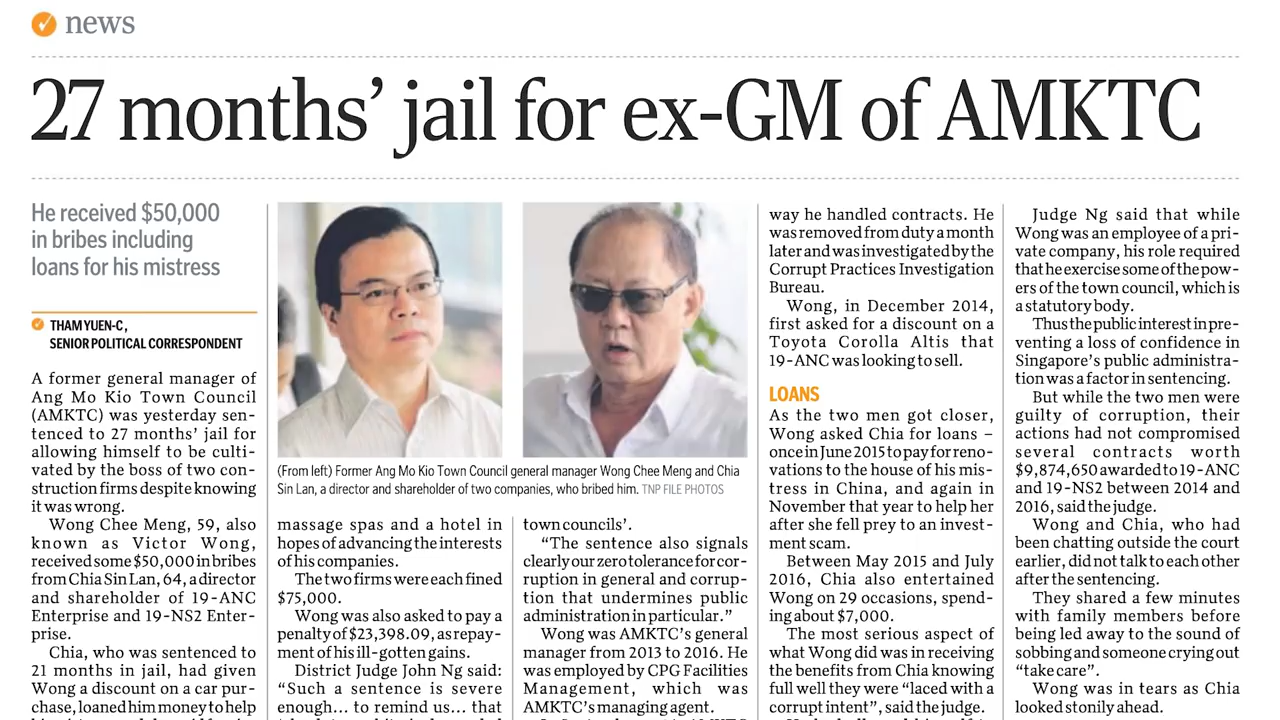 news
27 months' jail for ex-GM of AMKTC
He received $50,000
in bribes including
loans for his mistress
THAM YUEN-C,
SENIOR POLITICAL CORRESPONDENT
A former general manager of
Ang Mo Kio Town Council
(AMKTC) was yesterday sen-
tenced to 27 months' jail for
allowing himself to be culti-
vated by the boss of two con-
struction firms despite knowing
it was wrong.
Wong Chee Meng, 59, also
known as Victor Wong,
received some $50,000 in bribes
from Chia Sin Lan, 64, a director
and shareholder of 19-ANC
Enterprise and 19-NS2 Enter-
prise.
Chia, who was sentenced to
21 months in jail, had given
Wong a discount on a car pur-
chase, loaned him money to help
(From left) Former Ang Mo Kio Town Council general manager Wong Chee Meng and Chia
Sin Lan, a director and shareholder of two companies, who bribed him. TNP FILE PHOTOS
massage spas and a hotel in
hopes of advancing the interests
of his companies.
The two firms were each fined
$75,000.
Wong was also asked to pay a
penalty of $23,398.09, as repay-
ment of his ill-gotten gains.
District Judge John Ng said:
"Such a sentence is severe
enough... to remind us... that
town councils'.
"The sentence also signals
clearly our zero tolerance for cor-
ruption in general and corrup-
tion that undermines public
administration in particular."
Wong was AMKTC's general
manager from 2013 to 2016. He
was employed by CPG Facilities
Management, which was
AMKTC's managing agent.
way he handled contracts. He
was removed from duty a month
later and was investigated by the
Corrupt Practices Investigation
Bureau.
Wong, in December 2014,
first asked for a discount on a
Toyota Corolla Altis that
19-ANC was looking to sell.
LOANS
As the two men got closer,
Wong asked Chia for loans –
once in June 2015 to pay for reno-
vations to the house of his mis-
tress in China, and again in
November that year to help her
after she fell prey to an invest-
ment scam.
Between May 2015 and July
2016, Chia also entertained
Wong on 29 occasions, spend-
ing about $7,000.
The most serious aspect of
what Wong did was in receiving
the benefits from Chia knowing
full well they were "laced with a
corrupt intent", said the judge.
Judge Ng said that while
Wong was an employee of a pri-
vate company, his role required
that he exercise some of the pow-
ers of the town council, which is
a statutory body.
Thus the public interest in pre-
venting a loss of confidence in
Singapore's public administra-
tion was a factor in sentencing.
But while the two men were
guilty of corruption, their
actions had not compromised
several contracts worth
$9,874,650 awarded to 19-ANC
and 19-NS2 between 2014 and
2016, said the judge.
Wong and Chia, who had
been chatting outside the court
earlier, did not talk to each other
after the sentencing.
They shared a few minutes
with family members before
being led away to the sound of
sobbing and someone crying out
"take care".
Wong was in tears as Chia
looked stonily ahead.